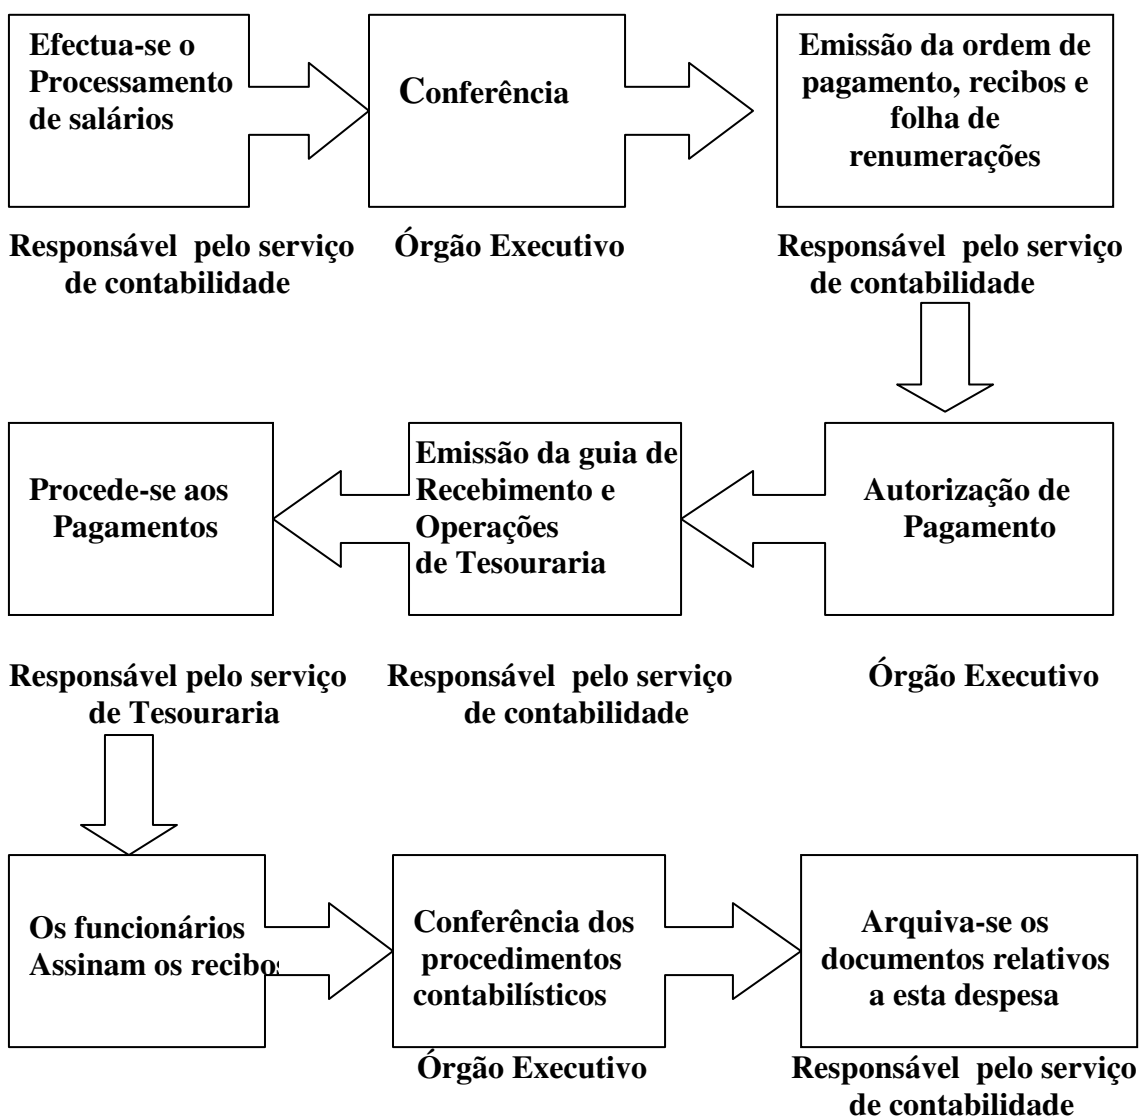 Efectua-se o
Processamento
de salários
Conferência
Emissão da ordem de
pagamento, recibos e
folha de
renumerações
Responsável pelo serviço
de contabilidade
Órgão Executivo
Responsável pelo serviço
de contabilidade
Autorização de
Pagamento
Emissão da guia de
Recebimento e
Operações
de Tesouraria
Procede-se aos
Pagamentos
Órgão Executivo
Responsável pelo serviço
de contabilidade
Responsável pelo serviço
de Tesouraria
Os funcionários
Assinam os recibos
Conferência dos
procedimentos
contabilísticos
Arquiva-se os
documentos relativos
a esta despesa
Órgão Executivo
Responsável pelo serviço
de contabilidade